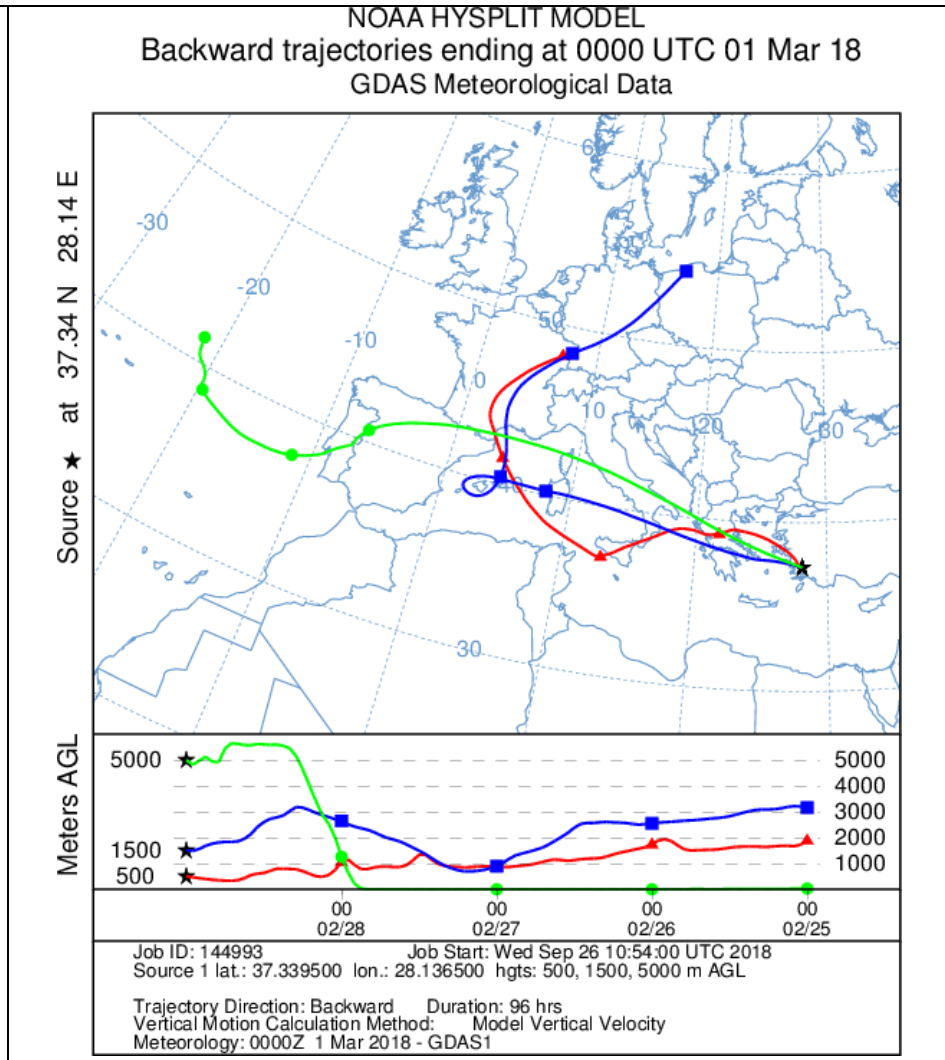 NOAA HYSPLIT MODEL
Backward trajectories ending at 0000 UTC 01 Mar 18
GDAS Meteorological Data
Source ★ at 37.34 N 28.14 E
60
-30
-20
-10
0
50
10
20
30
40
30
Meters AGL
5000
1500
500
5000
4000
3000
2000
1000
00 00 00 00
02/28 02/27 02/26 02/25
Job ID: 144993 Job Start: Wed Sep 26 10:54:00 UTC 2018
Source 1 lat.: 37.339500 lon.: 28.136500 hgts: 500, 1500, 5000 m AGL
Trajectory Direction: Backward Duration: 96 hrs
Vertical Motion Calculation Method: Model Vertical Velocity
Meteorology: 0000Z 1 Mar 2018 - GDAS1